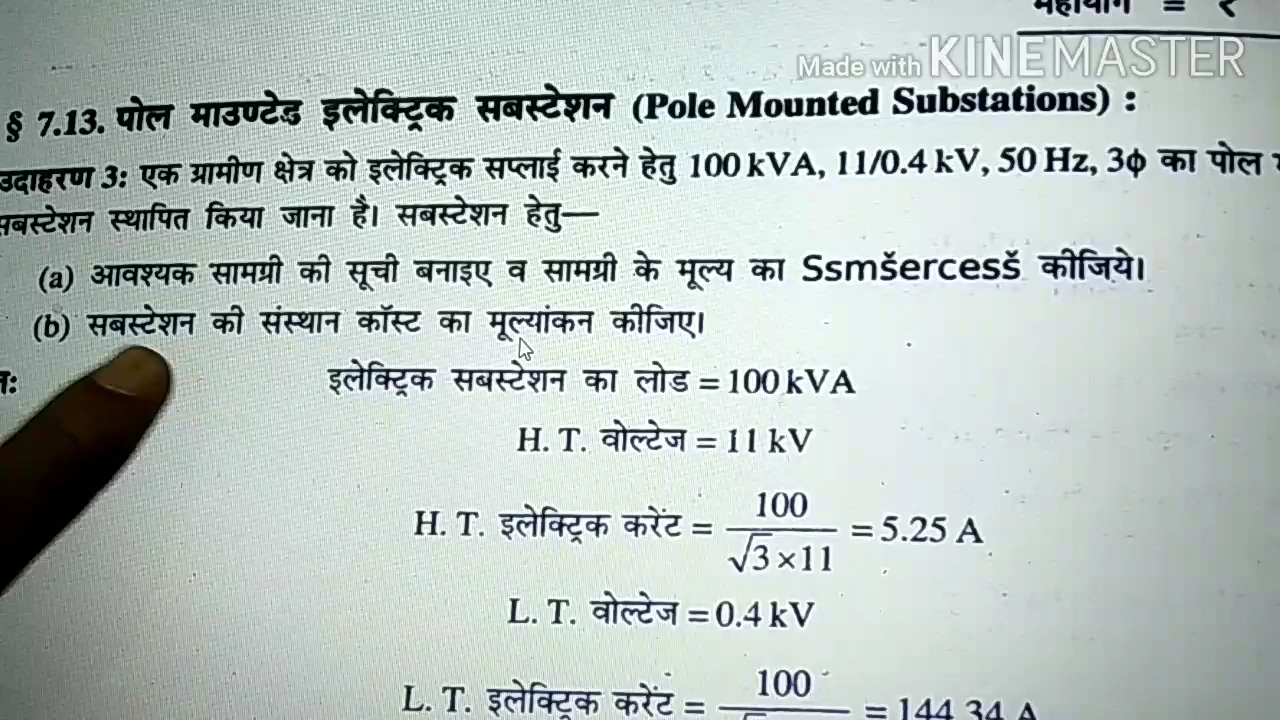 महायोग = ₹
Made with KINEMASTER
§ 7.13. पोल माउण्टेड इलेक्ट्रिक सबस्टेशन (Pole Mounted Substations) :
उदाहरण 3: एक ग्रामीण क्षेत्र को इलेक्ट्रिक सप्लाई करने हेतु 100 kVA, 11/0.4 kV, 50 Hz, 3ϕ का पोल
सबस्टेशन स्थापित किया जाना है। सबस्टेशन हेतु—
(a) आवश्यक सामग्री की सूची बनाइए व सामग्री के मूल्य का Ssmšercesš कीजिये।
(b) सबस्टेशन की संस्थान कॉस्ट का मूल्यांकन कीजिए।
इलेक्ट्रिक सबस्टेशन का लोड = 100 kVA
H. T. वोल्टेज = 11 kV
H. T. इलेक्ट्रिक करेंट = 100 / √3×11 = 5.25 A
L. T. वोल्टेज = 0.4 kV
L. T. इलेक्ट्रिक करेंट = 100 = 144.34 A